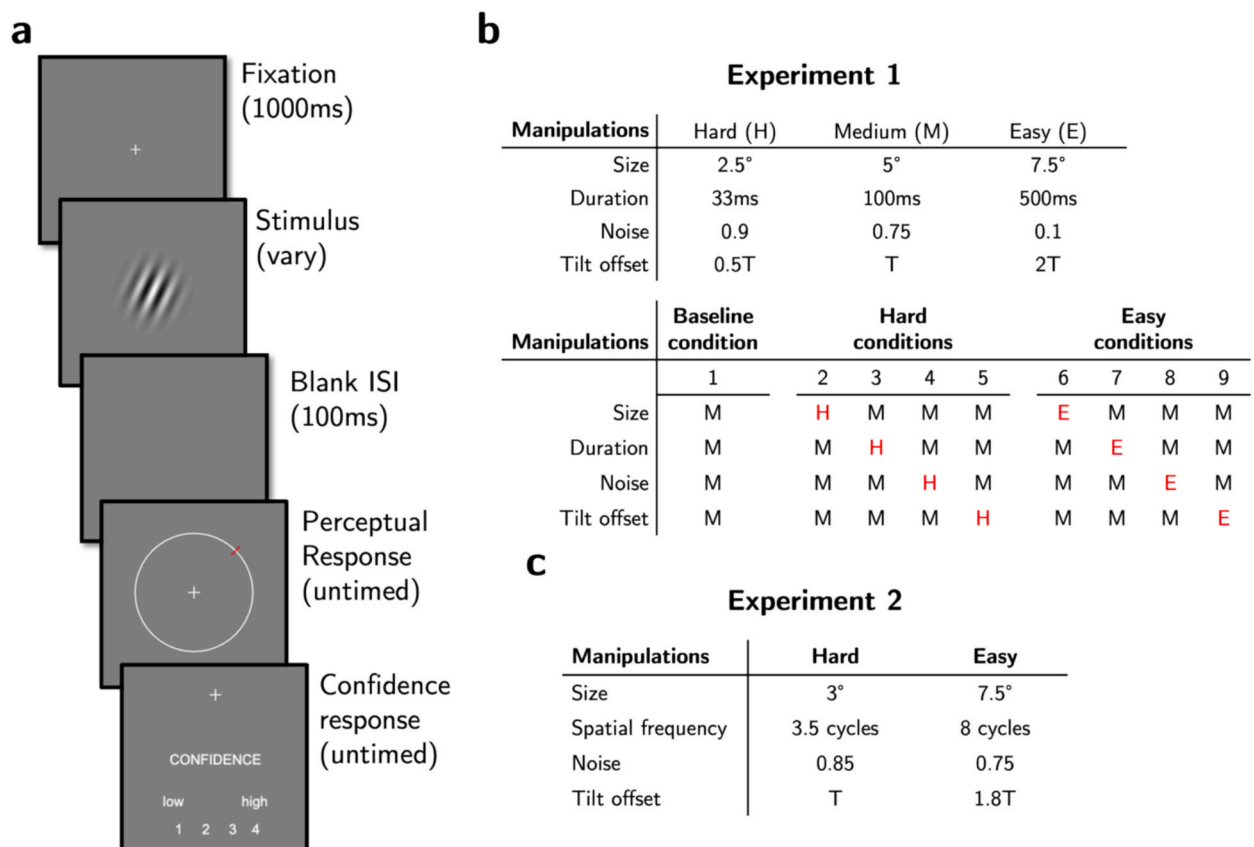 a
Fixation
(1000ms)
Stimulus
(vary)
Blank ISI
(100ms)
Perceptual
Response
(untimed)
Confidence
response
(untimed)
CONFIDENCE
low high
1 2 3 4
b
Experiment 1
Manipulations Hard (H) Medium (M) Easy (E)
Size 2.5° 5° 7.5°
Duration 33ms 100ms 500ms
Noise 0.9 0.75 0.1
Tilt offset 0.5T T 2T
Baseline Hard Easy
Manipulations condition conditions conditions
1 2 3 4 5 6 7 8 9
Size M H M M M E M M M
Duration M M H M M M E M M
Noise M M M H M M M E M
Tilt offset M M M M H M M M E
c
Experiment 2
Manipulations Hard Easy
Size 3° 7.5°
Spatial frequency 3.5 cycles 8 cycles
Noise 0.85 0.75
Tilt offset T 1.8T